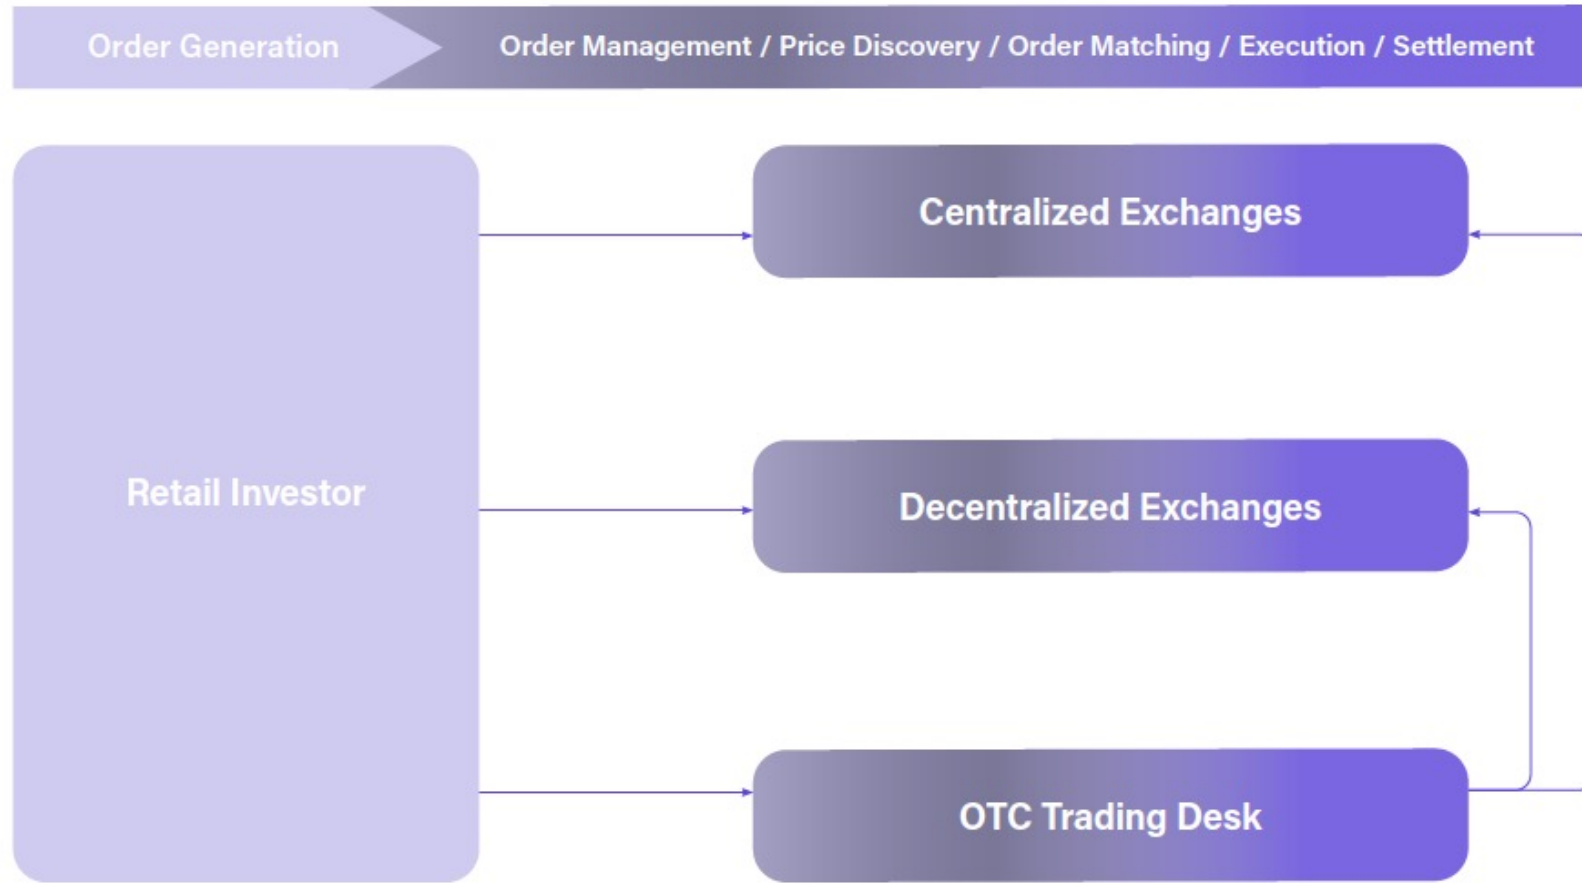 Order Generation
Order Management / Price Discovery / Order Matching / Execution / Settlement
Centralized Exchanges
Retail Investor
Decentralized Exchanges
OTC Trading Desk